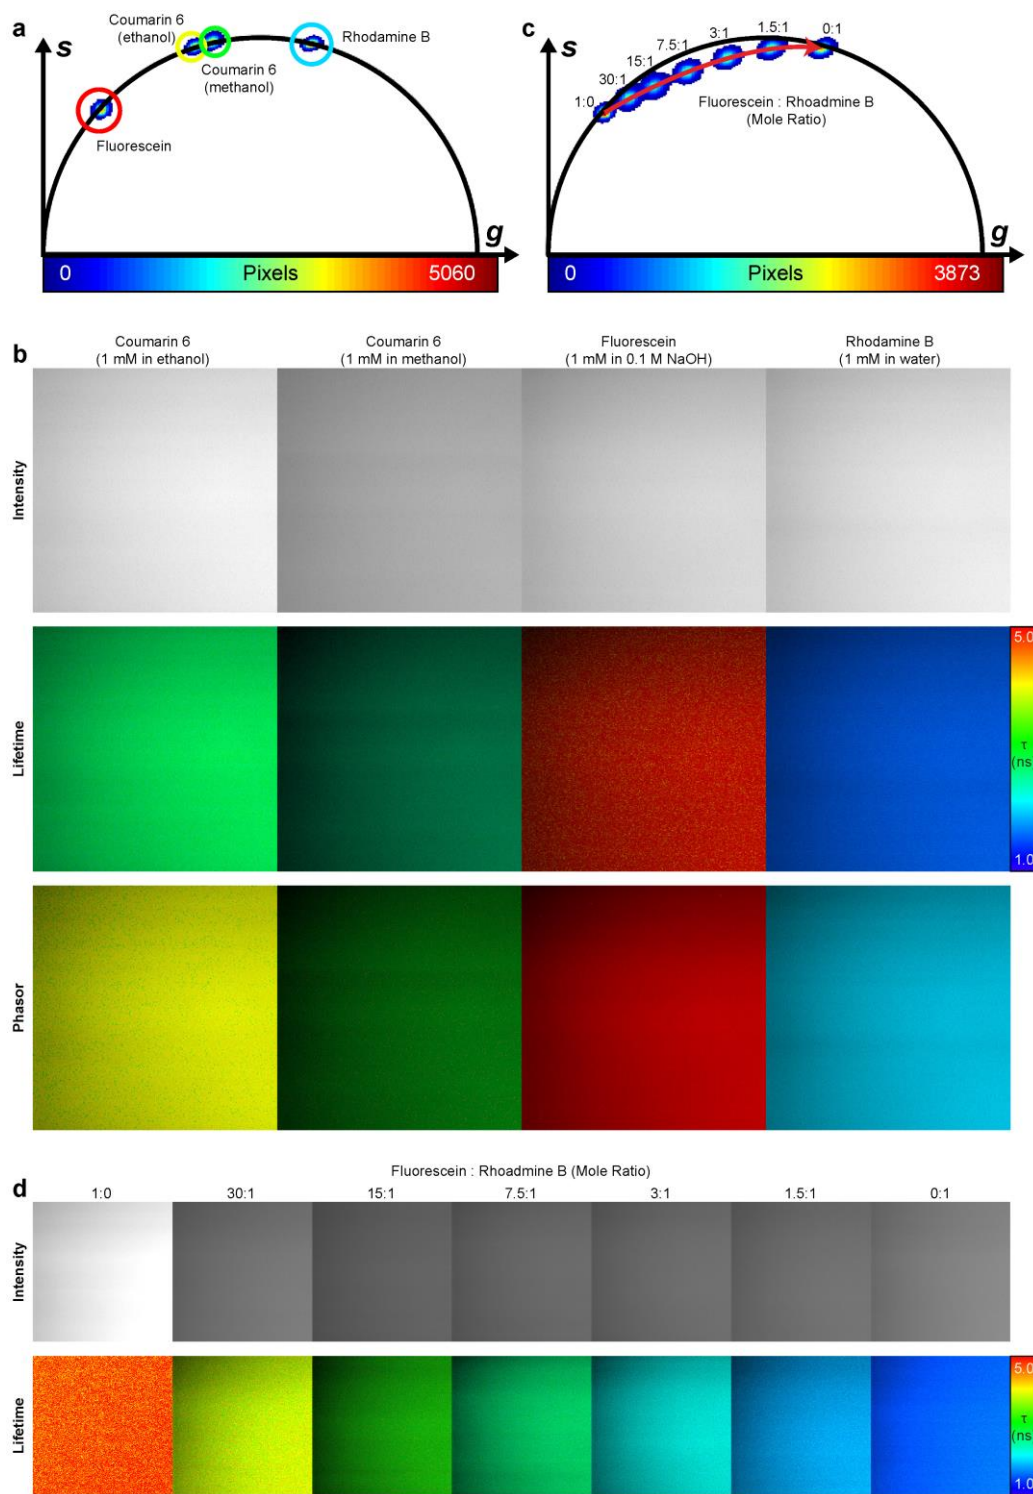 a
s
Coumarin 6
(ethanol)
Coumarin 6
(methanol)
Rhodamine B
Fluorescein
g
0 Pixels 5060
c
s
1:0
30:1
15:1
7.5:1
3:1
1.5:1
0:1
Fluorescein : Rhoadmine B
(Mole Ratio)
g
0 Pixels 3873
b
Coumarin 6
(1 mM in ethanol)
Coumarin 6
(1 mM in methanol)
Fluorescein
(1 mM in 0.1 M NaOH)
Rhodamine B
(1 mM in water)
Intensity
Lifetime
5.0
τ
(ns
1.0
Phasor
d
Fluorescein : Rhoadmine B (Mole Ratio)
1:0 30:1 15:1 7.5:1 3:1 1.5:1 0:1
Intensity
Lifetime
5.0
τ
(ns
1.0